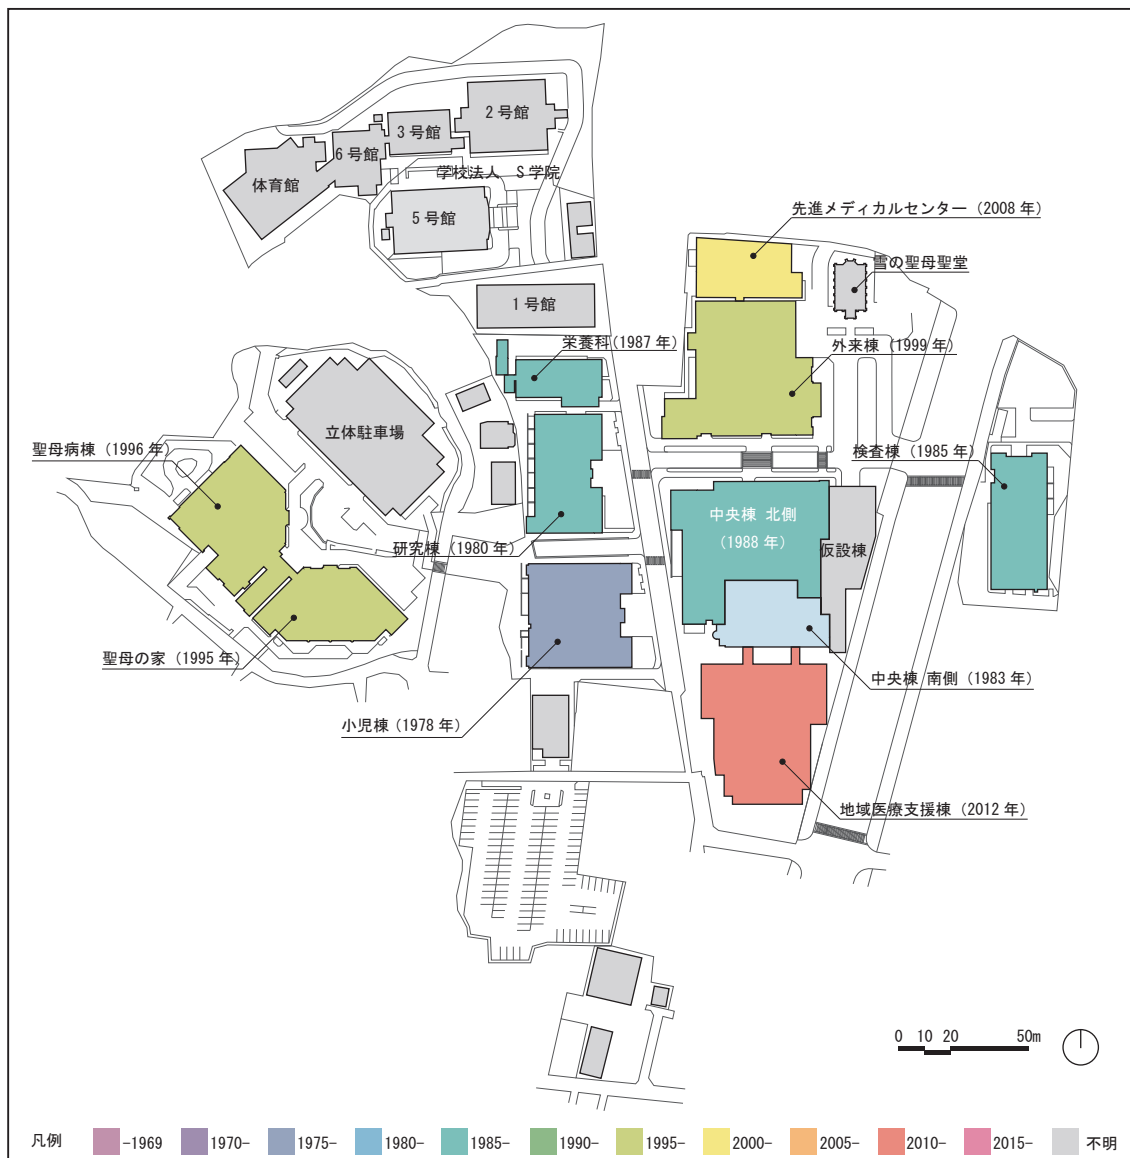 2 号館
3 号館
6 号館
学校法人　S 学院
体育館
5 号館
先進メディカルセンター（2008 年）
雪の聖母聖堂
1 号館
栄養科（1987 年）
外来棟（1999 年）
立体駐車場
聖母病棟（1996 年）
検査棟（1985 年）
中央棟 北側
（1988 年）
研究棟（1980 年）
仮設棟
聖母の家（1995 年）
中央棟 南側（1983 年）
小児棟（1978 年）
地域医療支援棟（2012 年）
0 10 20 50m
凡例 -1969 1970- 1975- 1980- 1985- 1990- 1995- 2000- 2005- 2010- 2015- 不明